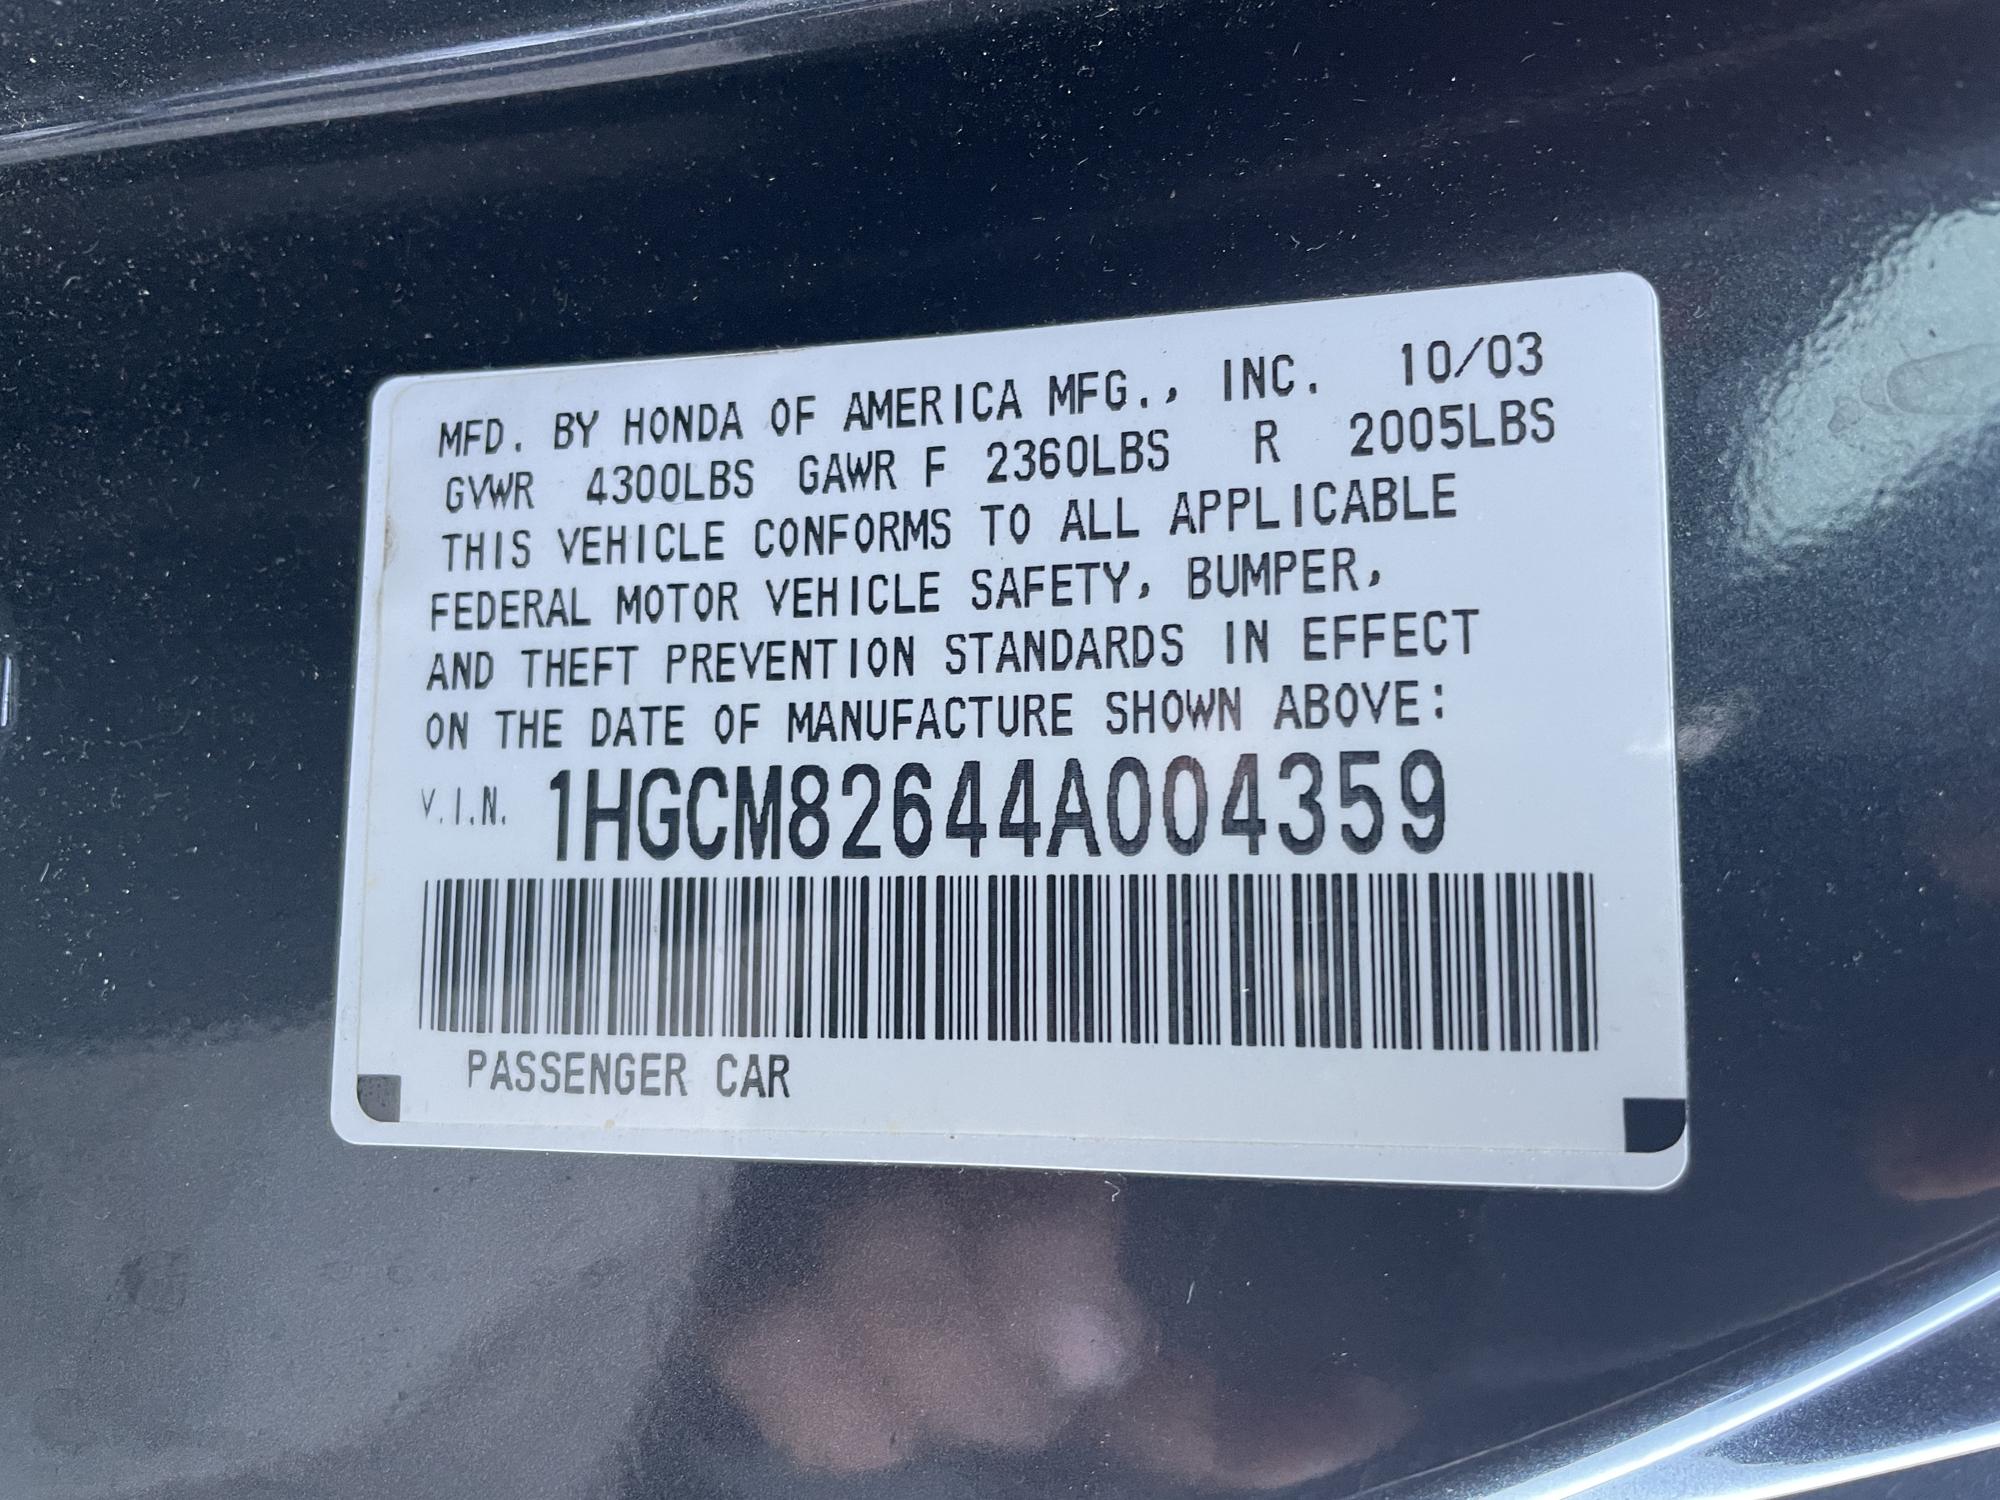 MFD. BY HONDA OF AMERICA MFG., INC. 10/03
GVWR 4300LBS GAWR F 2360LBS R 2005LBS
THIS VEHICLE CONFORMS TO ALL APPLICABLE
FEDERAL MOTOR VEHICLE SAFETY, BUMPER,
AND THEFT PREVENTION STANDARDS IN EFFECT
ON THE DATE OF MANUFACTURE SHOWN ABOVE:
V.I.N. 1HGCM82644A004359
PASSENGER CAR